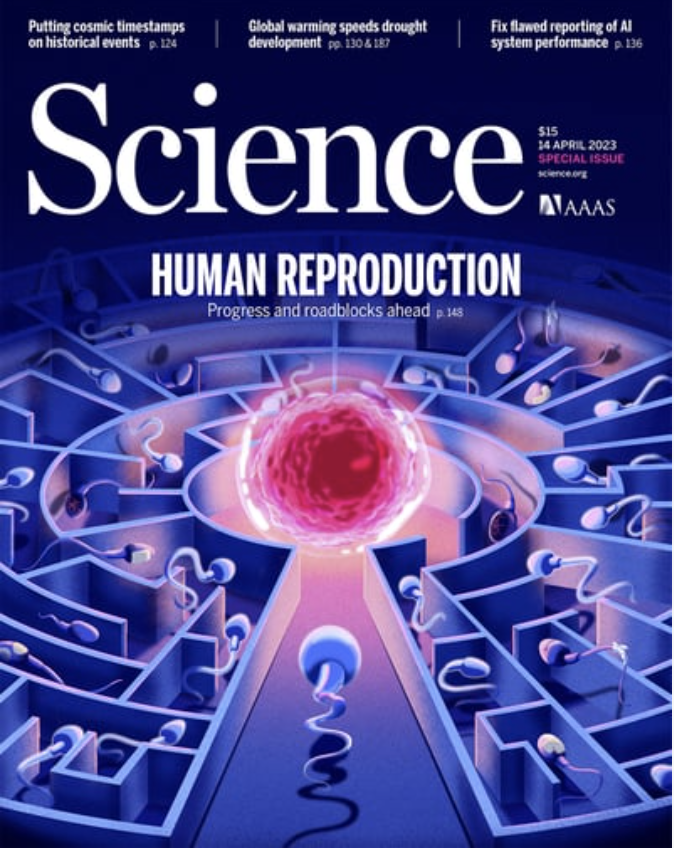 Putting cosmic timestamps
on historical events p. 124
Global warming speeds drought
development pp. 130 & 187
Fix flawed reporting of AI
system performance p. 136
Science
$15
14 APRIL 2023
SPECIAL ISSUE
science.org
AAAS
HUMAN REPRODUCTION
Progress and roadblocks ahead p. 148